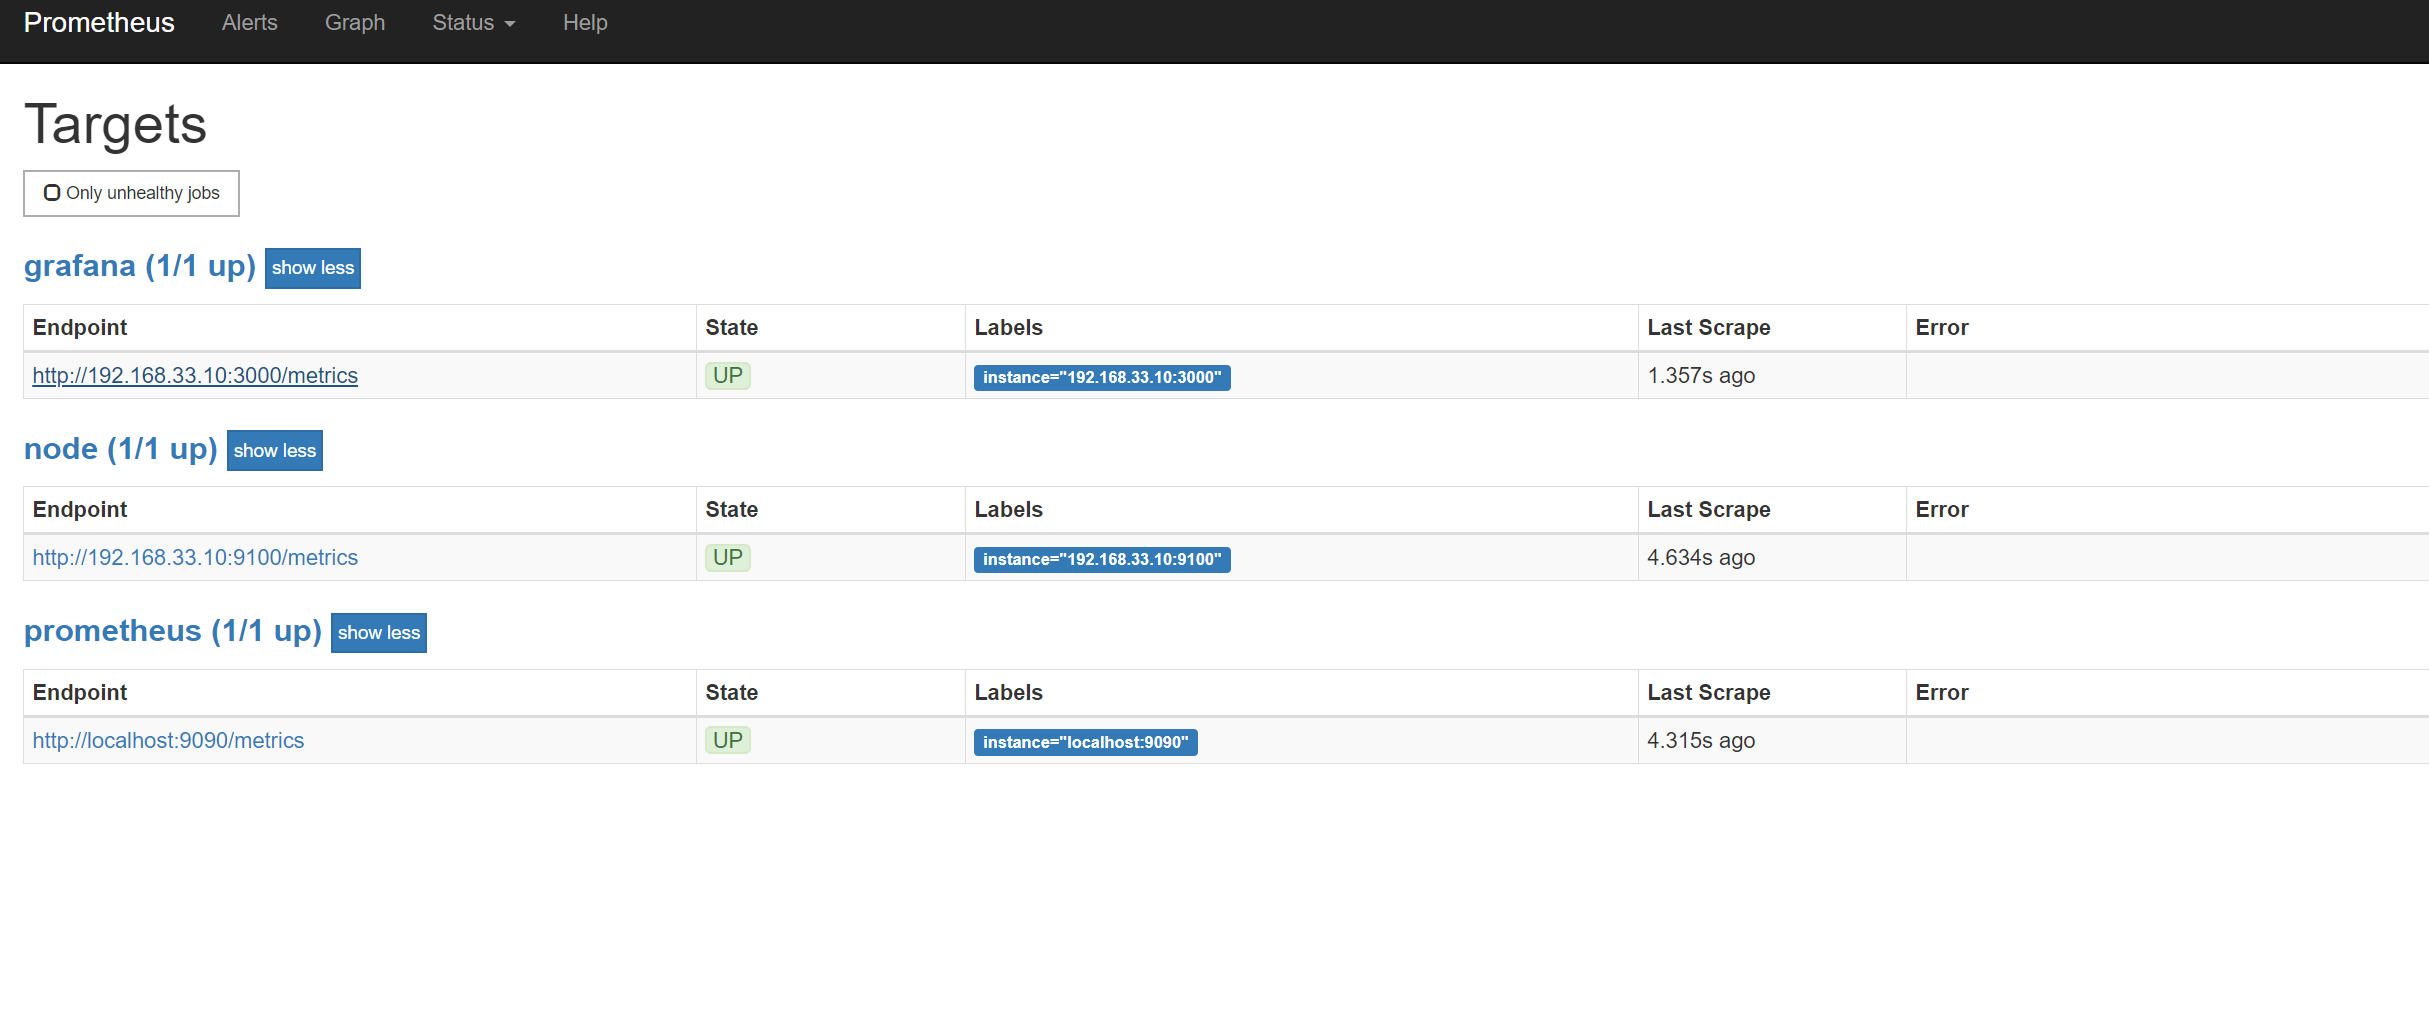 Prometheus Alerts Graph Status Help
Targets
Only unhealthy jobs
grafana (1/1 up) show less
Endpoint State Labels Last Scrape Error
http://192.168.33.10:3000/metrics UP instance="192.168.33.10:3000" 1.357s ago
node (1/1 up) show less
Endpoint State Labels Last Scrape Error
http://192.168.33.10:9100/metrics UP instance="192.168.33.10:9100" 4.634s ago
prometheus (1/1 up) show less
Endpoint State Labels Last Scrape Error
http://localhost:9090/metrics UP instance="localhost:9090" 4.315s ago